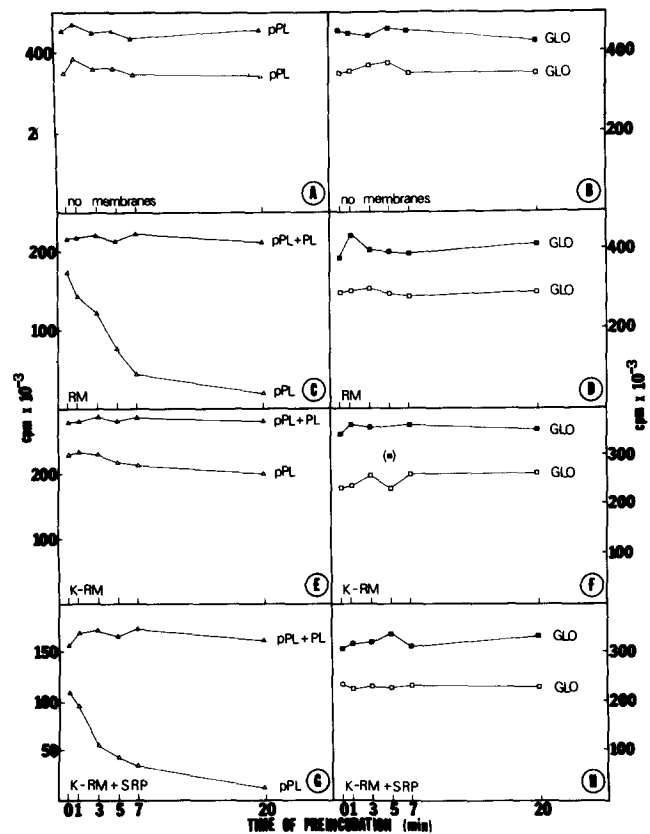 400
2
pPL
pPL
no membranes
A
GLO
GLO
400
200
no membranes
B
200
100
pPL+PL
pPL
RM
C
GLO
GLO
400
200
RM
D
cpm x 10⁻³
cpm x 10⁻³
200
100
pPL+PL
pPL
K-RM
E
GLO
(■)
GLO
300
200
100
K-RM
F
150
100
50
pPL+PL
pPL
K-RM+SRP
G
GLO
GLO
300
200
100
K-RM+SRP
H
0 1 3 5 7 20
0 1 3 5 7 20
TIME OF PREINCUBATION (min)